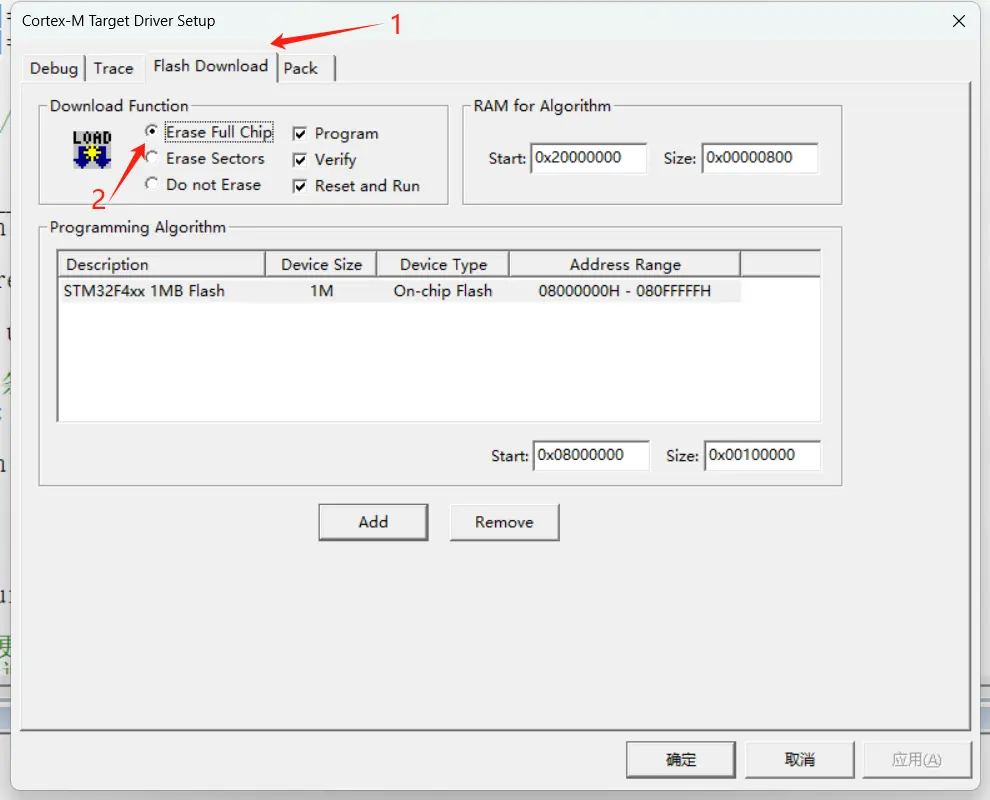 Cortex-M Target Driver Setup
1
Debug Trace Flash Download Pack
Download Function
LOAD
Erase Full Chip
Erase Sectors
Do not Erase
Program
Verify
Reset and Run
2
RAM for Algorithm
Start: 0x20000000 Size: 0x00000800
Programming Algorithm
Description Device Size Device Type Address Range
STM32F4xx 1MB Flash 1M On-chip Flash 08000000H - 080FFFFFH
Start: 0x08000000 Size: 0x00100000
Add Remove
确定 取消 应用(A)